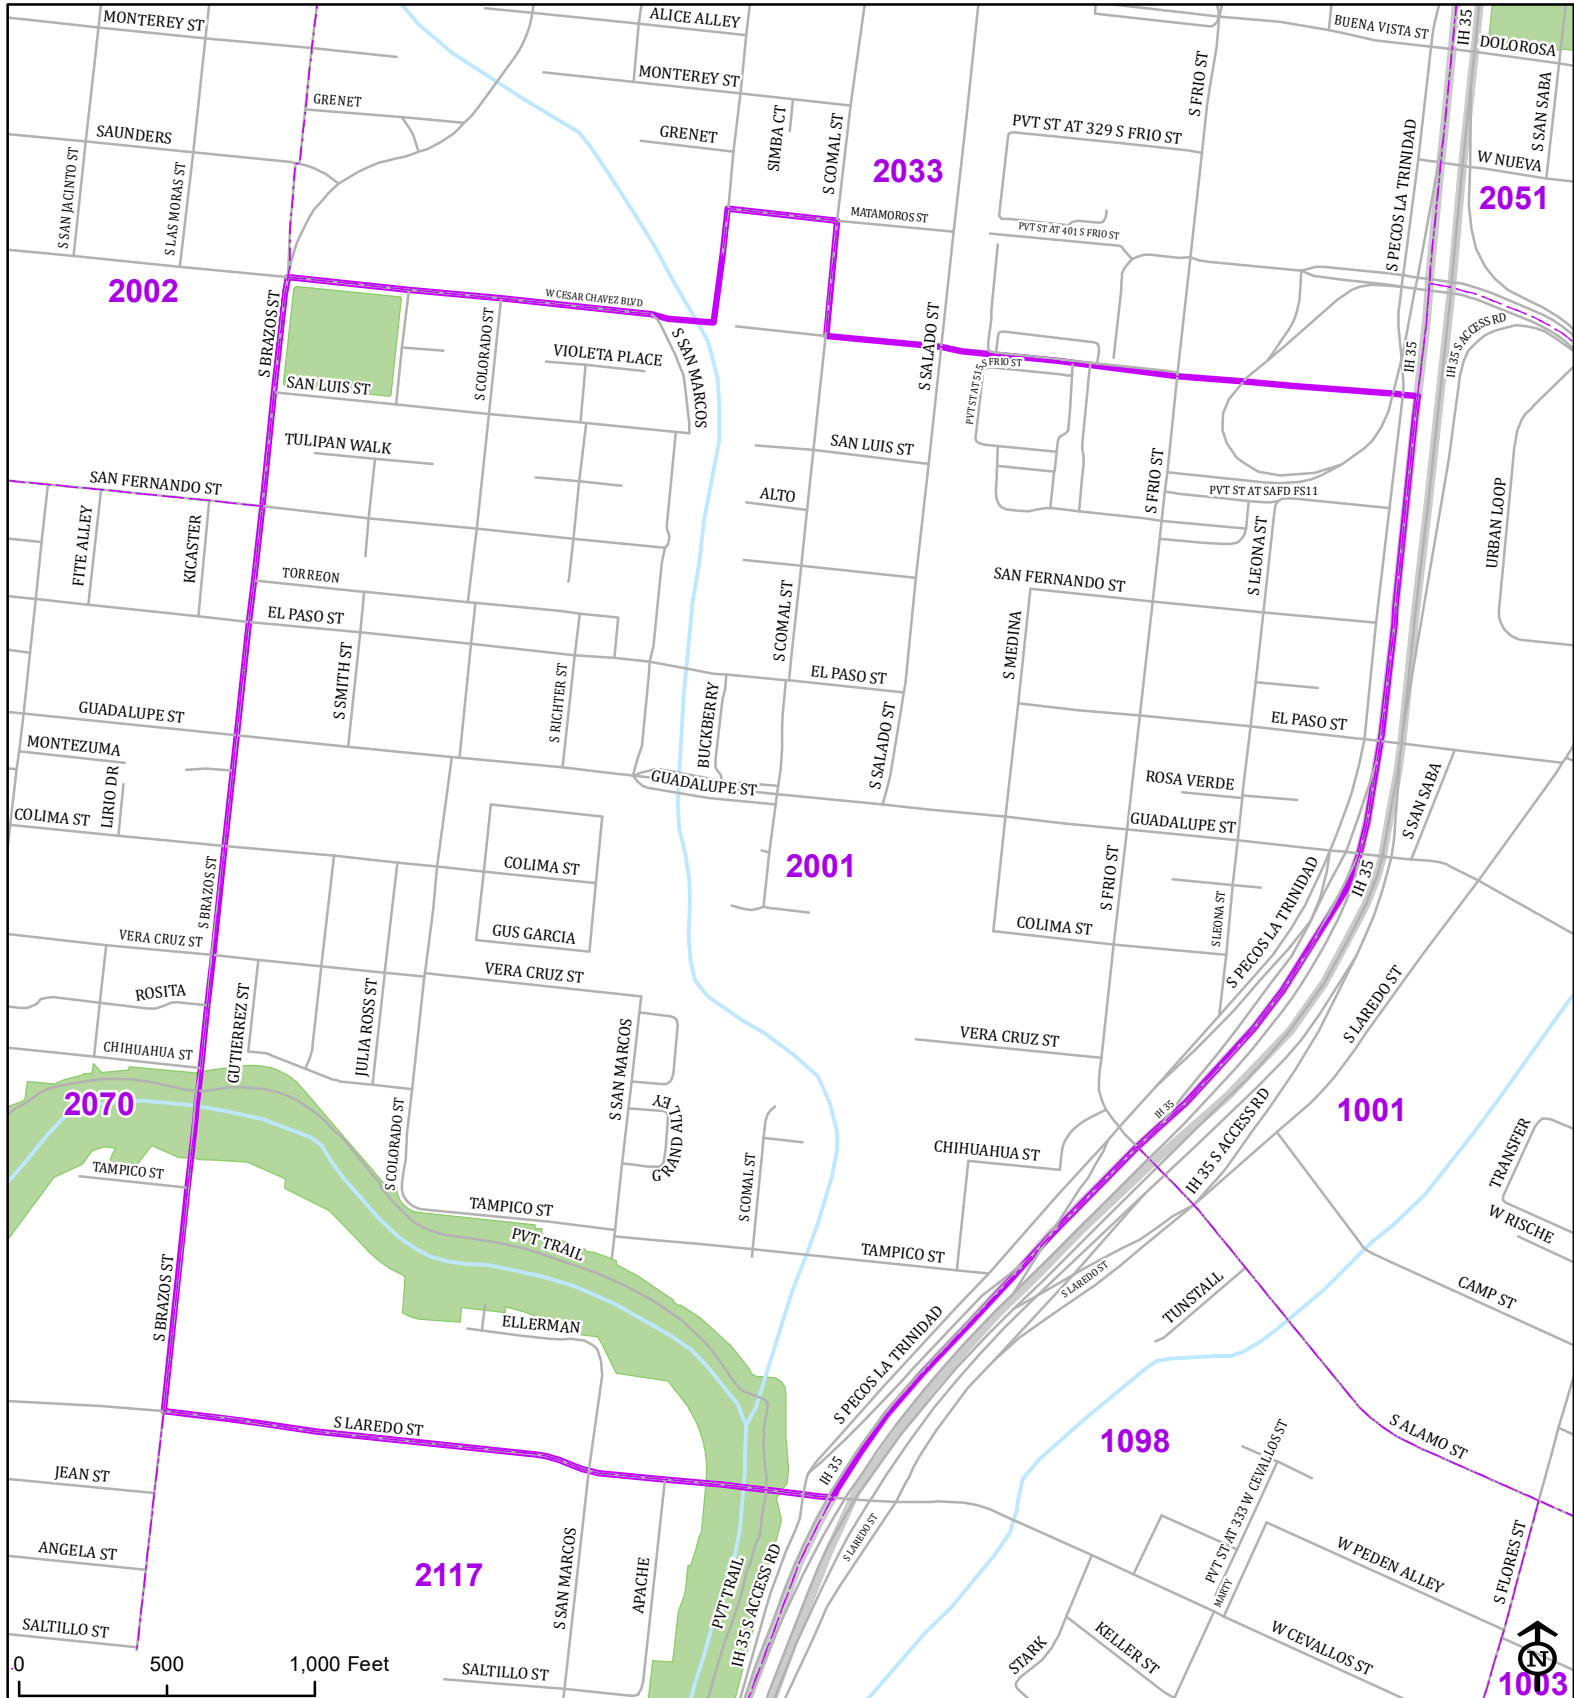 MONTEREY ST
ALICE ALLEY
BUENA VISTA ST
IH 35
DOLOROSA
MONTEREY ST
S FRIO ST
S SAN SABA
GRENET
SAUNDERS
GRENET
SIMBA CT
S COMAL ST
PVT ST AT 329 S FRIO ST
S PECOS LA TRINIDAD
W NUEVA
2033
2051
S SAN JACINTO ST
S LAS MORAS ST
MATAMOROS ST
PVT ST AT 401 S FRIO ST
2002
W CESAR CHAVEZ BLVD
S BRAZOS ST
S COLORADO ST
VIOLETA PLACE
S SAN MARCOS
S SALADO ST
PVT ST AT 515
S FRIO ST
IH 35
IH 35 S ACCESS RD
SAN LUIS ST
TULIPAN WALK
SAN LUIS ST
SAN FERNANDO ST
ALTO
S FRIO ST
PVT ST AT SAFD FS11
FITE ALLEY
KICASTER
S LEONA ST
URBAN LOOP
TORREON
EL PASO ST
SAN FERNANDO ST
S COMAL ST
S MEDINA
S SMITH ST
S RICHTER ST
EL PASO ST
GUADALUPE ST
BUCKBERRY
S SALADO ST
EL PASO ST
MONTEZUMA
LIRIO DR
GUADALUPE ST
ROSA VERDE
S SAN SABA
COLIMA ST
GUADALUPE ST
COLIMA ST
2001
S BRAZOS ST
S FRIO ST
S LEONA ST
S PECOS LA TRINIDAD
IH 35
GUS GARCIA
COLIMA ST
VERA CRUZ ST
VERA CRUZ ST
ROSITA
GUTIERREZ ST
JULIA ROSS ST
S LAREDO ST
CHIHUAHUA ST
S SAN MARCOS
VERA CRUZ ST
2070
GRAND ALLEY
IH 35
1001
S COLORADO ST
CHIHUAHUA ST
IH 35 S ACCESS RD
TRANSFER
TAMPICO ST
S COMAL ST
TAMPICO ST
W RISCHE
PVT TRAIL
TAMPICO ST
S BRAZOS ST
S LAREDO ST
TUNSTALL
CAMP ST
ELLERMAN
S PECOS LA TRINIDAD
S LAREDO ST
1098
S ALAMO ST
JEAN ST
IH 35
PVT ST AT 333 W CEVALLOS ST
S LAREDO ST
ANGELA ST
2117
S SAN MARCOS
APACHE
PVT TRAIL
IH 35 S ACCESS RD
W PEDEN ALLEY
S FLORES ST
MARTY
SALTILLO ST
SALTILLO ST
STARK
KELLER ST
W CEVALLOS ST
N
1003
0 500 1,000 Feet